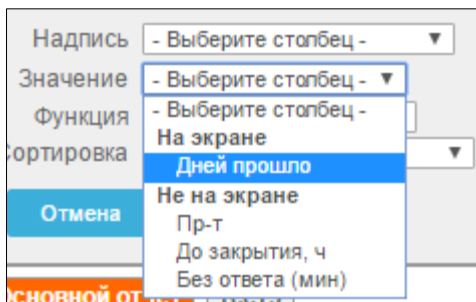 Надпись - Выберите столбец - ▼
Значение - Выберите столбец - ▼
- Выберите столбец -
Функция
На экране
Сортировка ▼
Дней прошло
Не на экране
Отмена Пр-т
До закрытия, ч
Без ответа (мин)